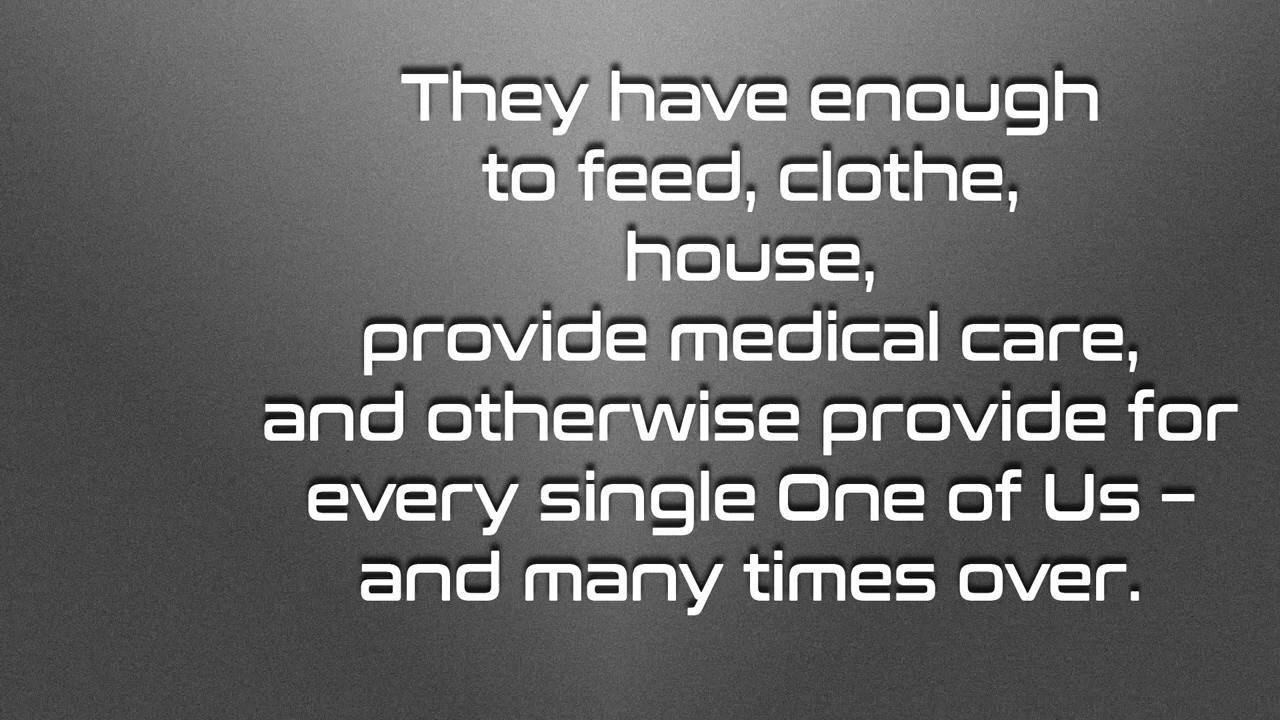 They have enough
to feed, clothe,
house,
provide medical care,
and otherwise provide for
every single One of Us –
and many times over.